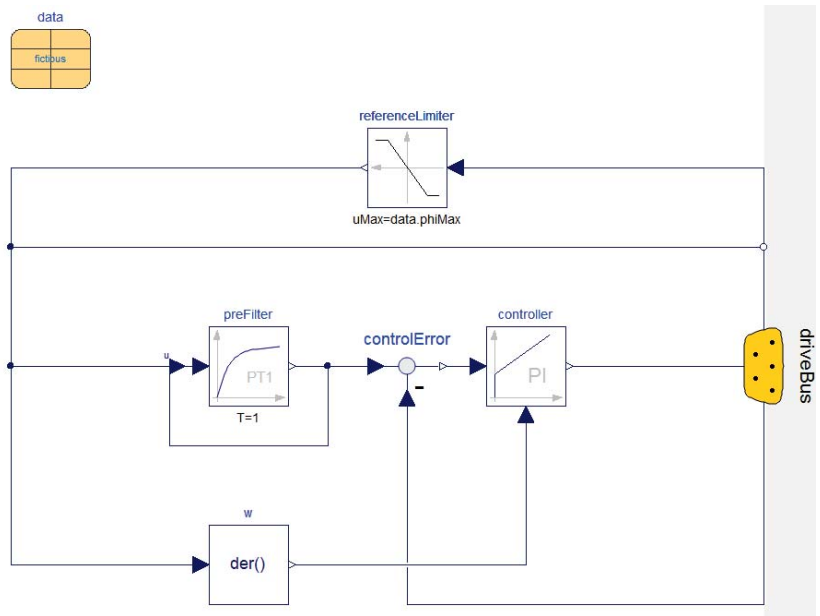 data
fictious
referenceLimiter
uMax=data.phiMax
preFilter
controlError
controller
driveBus
u
PT1
-
PI
T=1
w
der()